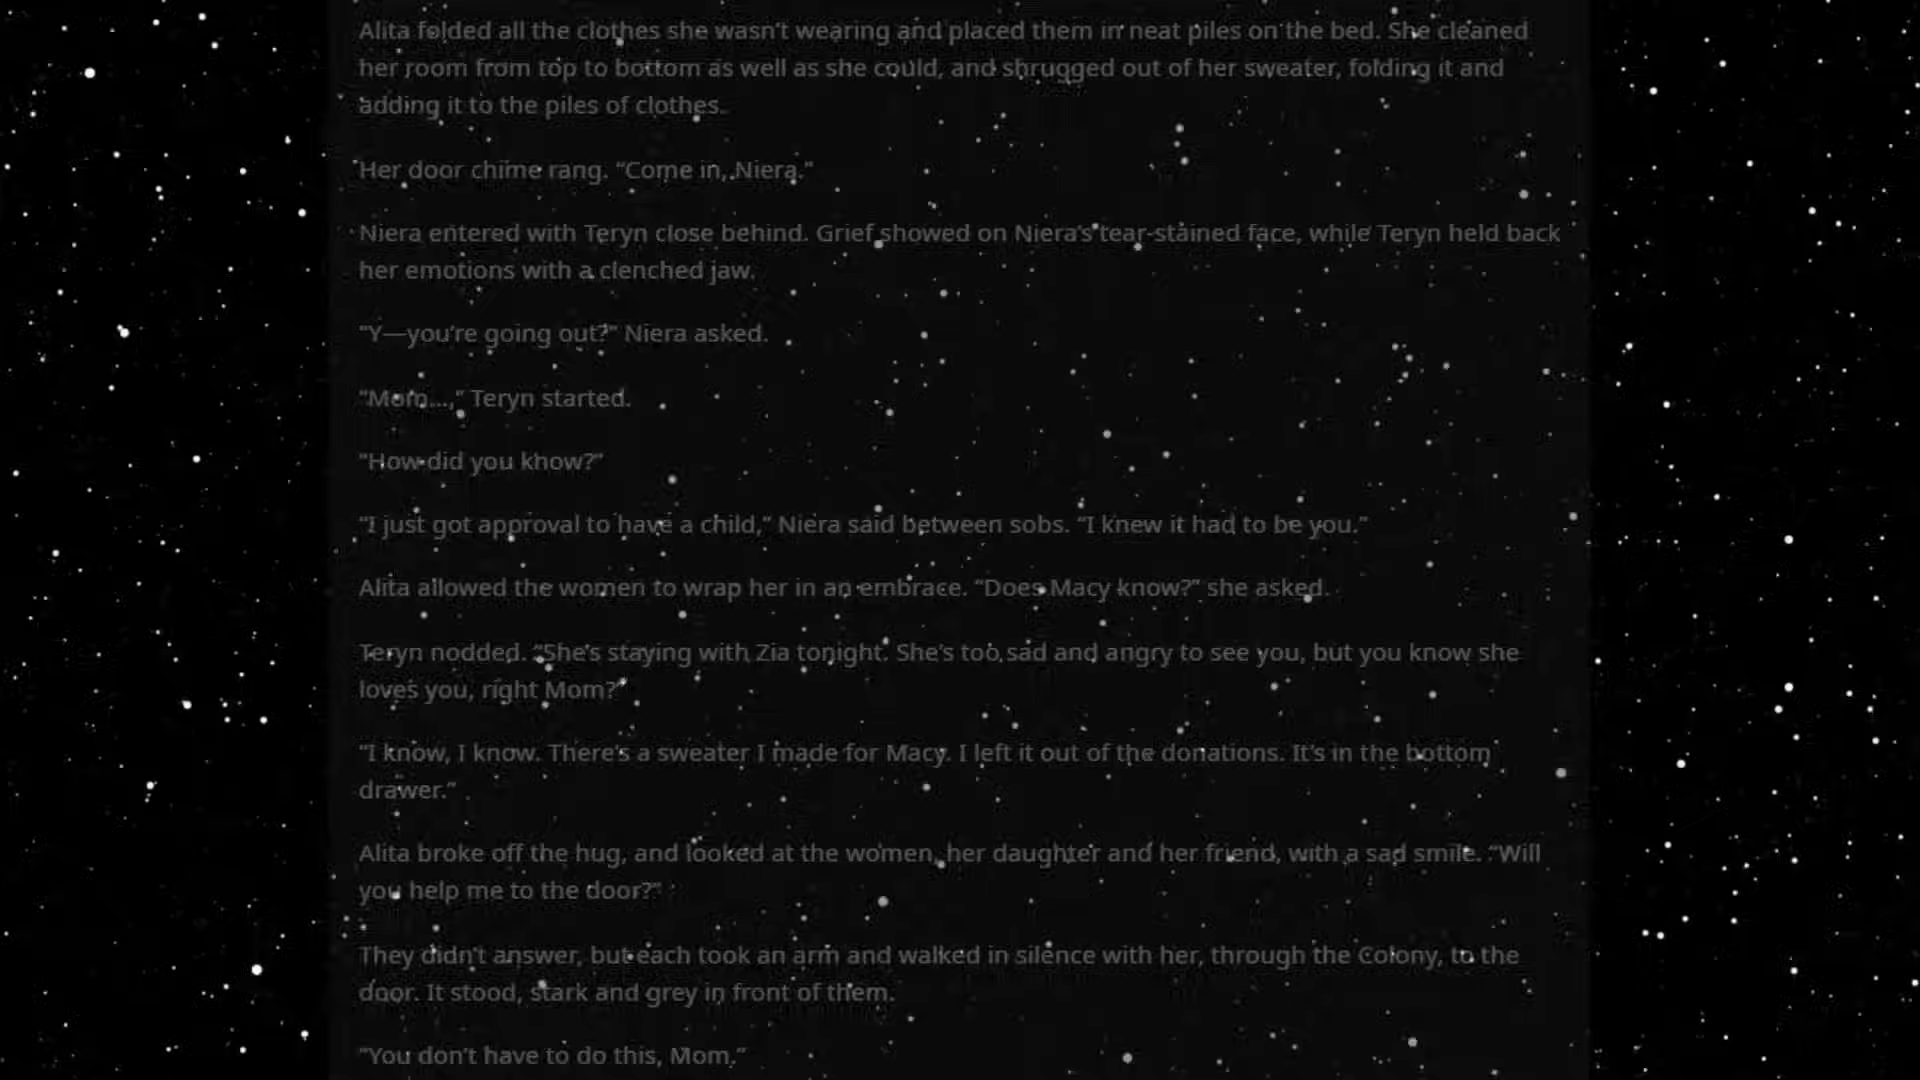 Alita folded all the clothes she wasn't wearing and placed them in neat piles on the bed. She cleaned
her room from top to bottom as well as she could, and shrugged out of her sweater, folding it and
adding it to the piles of clothes.
Her door chime rang. “Come in, Niera.”
Niera entered with Teryn close behind. Grief showed on Niera's tear-stained face, while Teryn held back
her emotions with a clenched jaw.
“Y—you're going out?” Niera asked.
“Mom...,” Teryn started.
“How did you know?”
“I just got approval to have a child,” Niera said between sobs. “I knew it had to be you.”
Alita allowed the women to wrap her in an embrace. “Does Macy know?” she asked.
Teryn nodded. “She's staying with Zia tonight. She's too sad and angry to see you, but you know she
loves you, right Mom?”
“I know, I know. There's a sweater I made for Macy. I left it out of the donations. It's in the bottom
drawer.”
Alita broke off the hug, and looked at the women, her daughter and her friend, with a sad smile. “Will
you help me to the door?”
They didn't answer, but each took an arm and walked in silence with her, through the Colony, to the
door. It stood, stark and grey in front of them.
“You don't have to do this, Mom.”